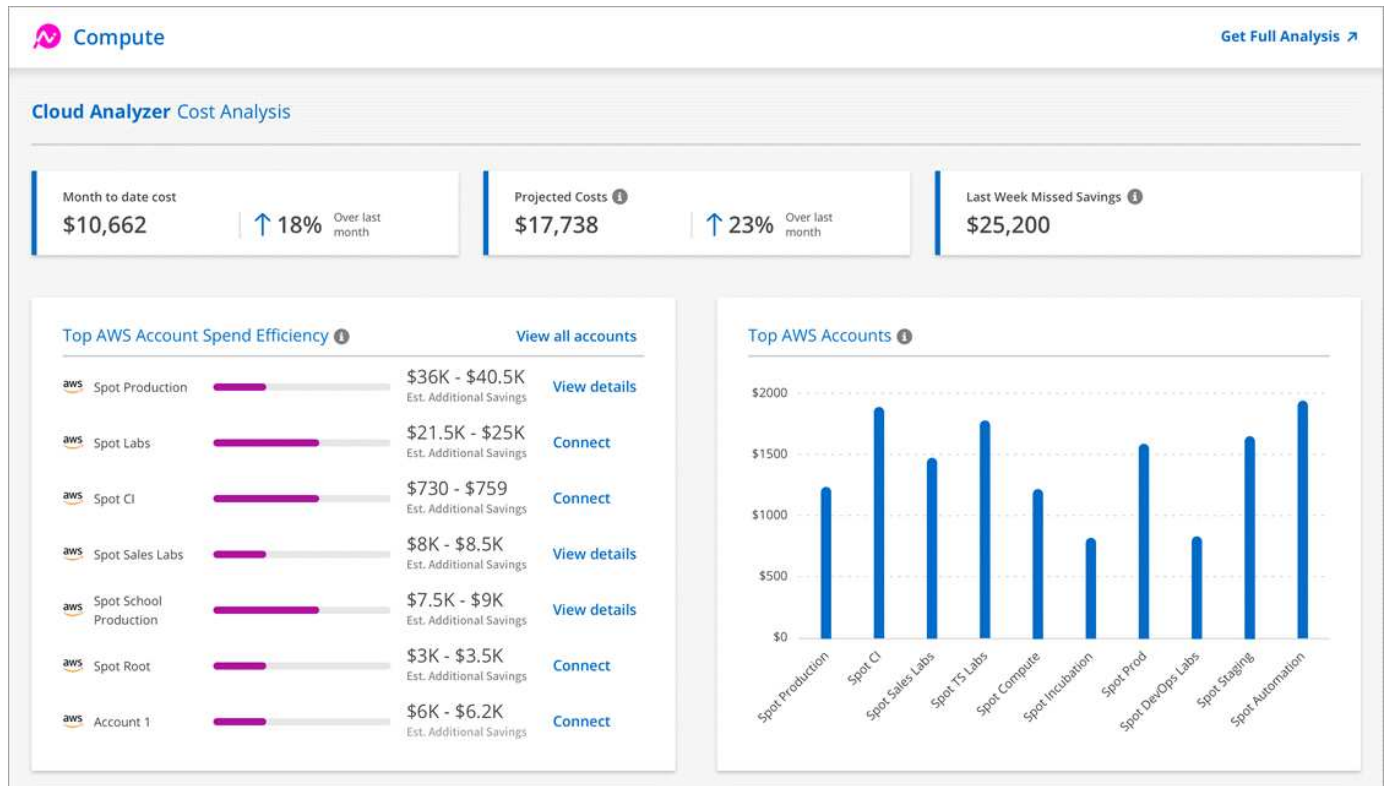 Compute
Get Full Analysis ↗
Cloud Analyzer Cost Analysis
Month to date cost
$10,662
↑ 18%
Over last
month
Projected Costs
$17,738
↑ 23%
Over last
month
Last Week Missed Savings
$25,200
Top AWS Account Spend Efficiency
View all accounts
aws Spot Production
$36K - $40.5K
Est. Additional Savings
View details
aws Spot Labs
$21.5K - $25K
Est. Additional Savings
Connect
aws Spot CI
$730 - $759
Est. Additional Savings
Connect
aws Spot Sales Labs
$8K - $8.5K
Est. Additional Savings
View details
aws Spot School
Production
$7.5K - $9K
Est. Additional Savings
View details
aws Spot Root
$3K - $3.5K
Est. Additional Savings
Connect
aws Account 1
$6K - $6.2K
Est. Additional Savings
Connect
Top AWS Accounts
$2000
$1500
$1000
$500
$0
Spot Production
Spot CI
Spot Sales Labs
Spot TS Labs
Spot Compute
Spot Incubation
Spot Prod
Spot DevOps Labs
Spot Staging
Spot Automation